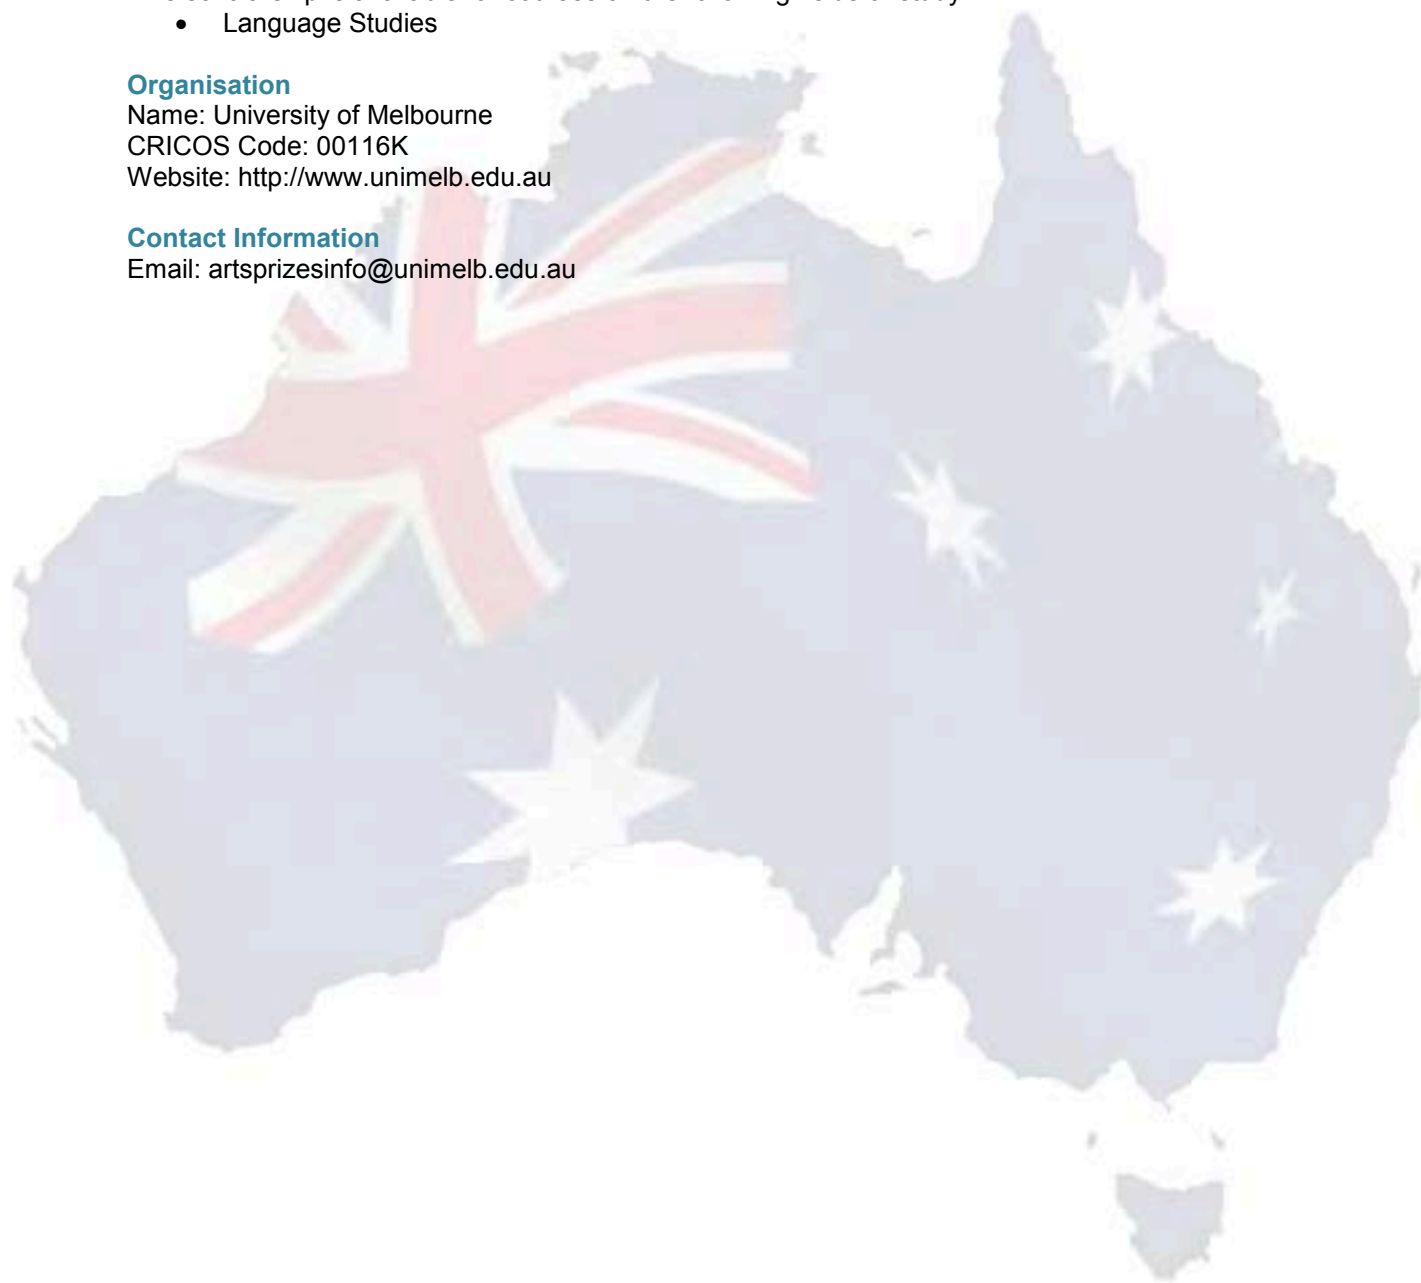 • Language Studies
Organisation
Name: University of Melbourne
CRICOS Code: 00116K
Website: http://www.unimelb.edu.au
Contact Information
Email: artsprizesinfo@unimelb.edu.au